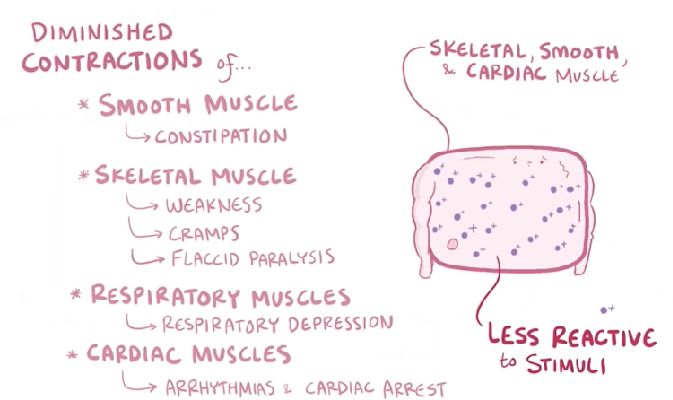 DIMINISHED
CONTRACTIONS of...
* SMOOTH MUSCLE
CONSTIPATION
* SKELETAL MUSCLE
WEAKNESS
CRAMPS
FLACCID PARALYSIS
* RESPIRATORY MUSCLES
RESPIRATORY DEPRESSION
* CARDIAC MUSCLES
ARRHYTHMIAS & CARDIAC ARREST
SKELETAL, SMOOTH,
& CARDIAC MUSCLE
LESS REACTIVE
to STIMULI